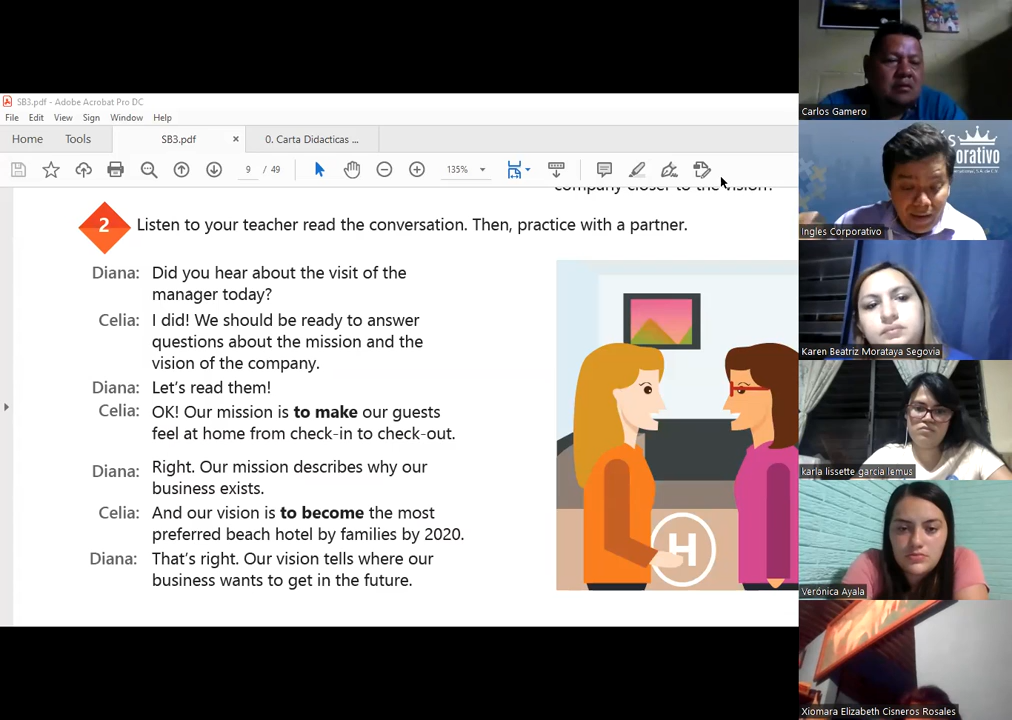 SB3.pdf - Adobe Acrobat Pro DC
File Edit View Sign Window Help
Home Tools SB3.pdf × 0. Carta Didacticas ...
9 / 49 135%
company closer to the vision?
2 Listen to your teacher read the conversation. Then, practice with a partner.
Diana: Did you hear about the visit of the
manager today?
Celia: I did! We should be ready to answer
questions about the mission and the
vision of the company.
Diana: Let's read them!
Celia: OK! Our mission is to make our guests
feel at home from check-in to check-out.
Diana: Right. Our mission describes why our
business exists.
Celia: And our vision is to become the most
preferred beach hotel by families by 2020.
Diana: That's right. Our vision tells where our
business wants to get in the future.
H
Carlos Gamero
orativo
Ingles Corporativo
Karen Beatriz Morataya Segovia
karla lissette garcia lemus
Verónica Ayala
Xiomara Elizabeth Cisneros Rosales